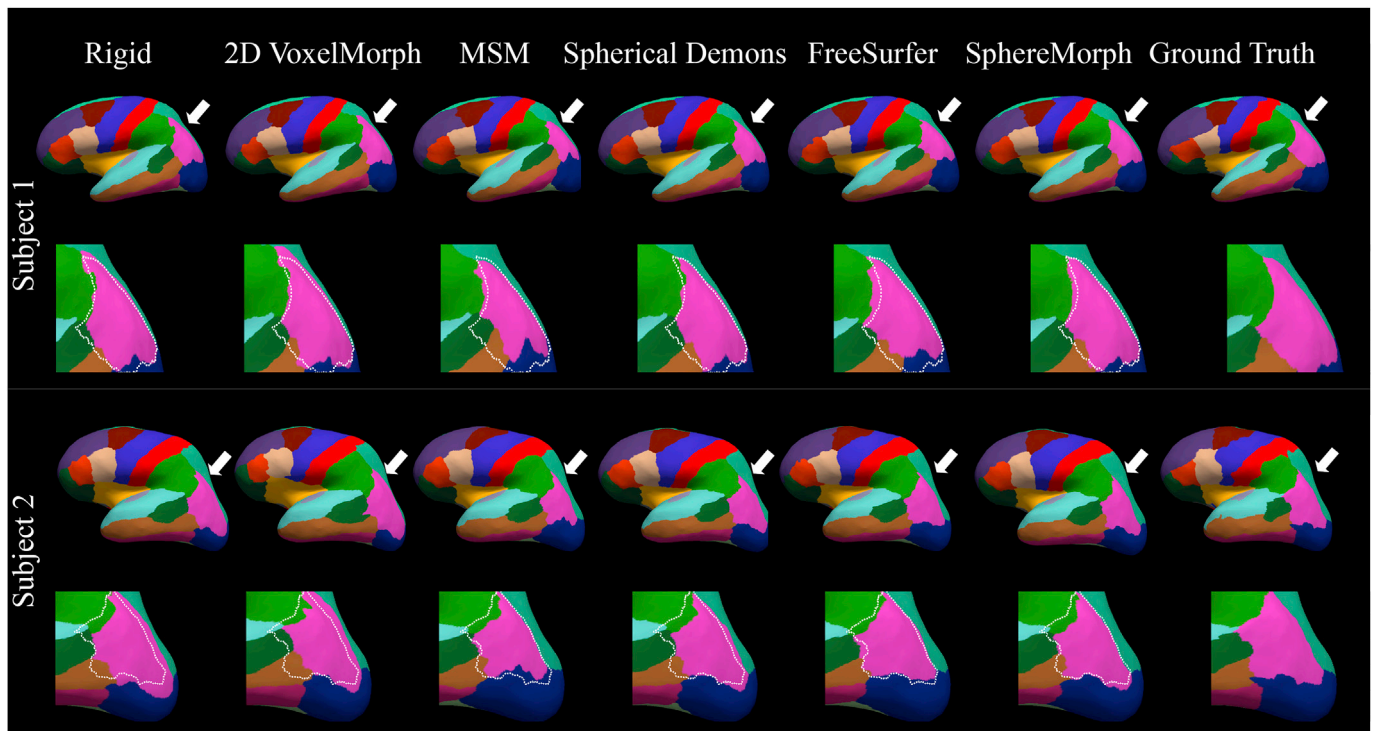 Rigid 2D VoxelMorph MSM Spherical Demons FreeSurfer SphereMorph Ground Truth
Subject 1
Subject 2